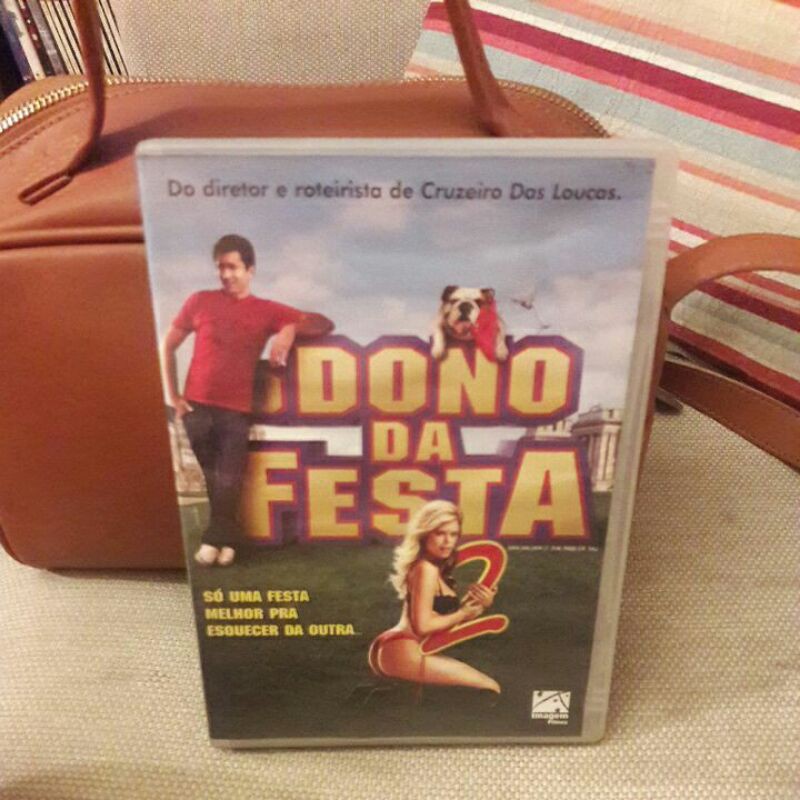 Do diretor e roteirista de Cruzeiro Das Loucas.
O DONO
DA
FESTA
2
SÓ UMA FESTA
MELHOR PRA
ESQUECER DA OUTRA...
Imagem
Filmes